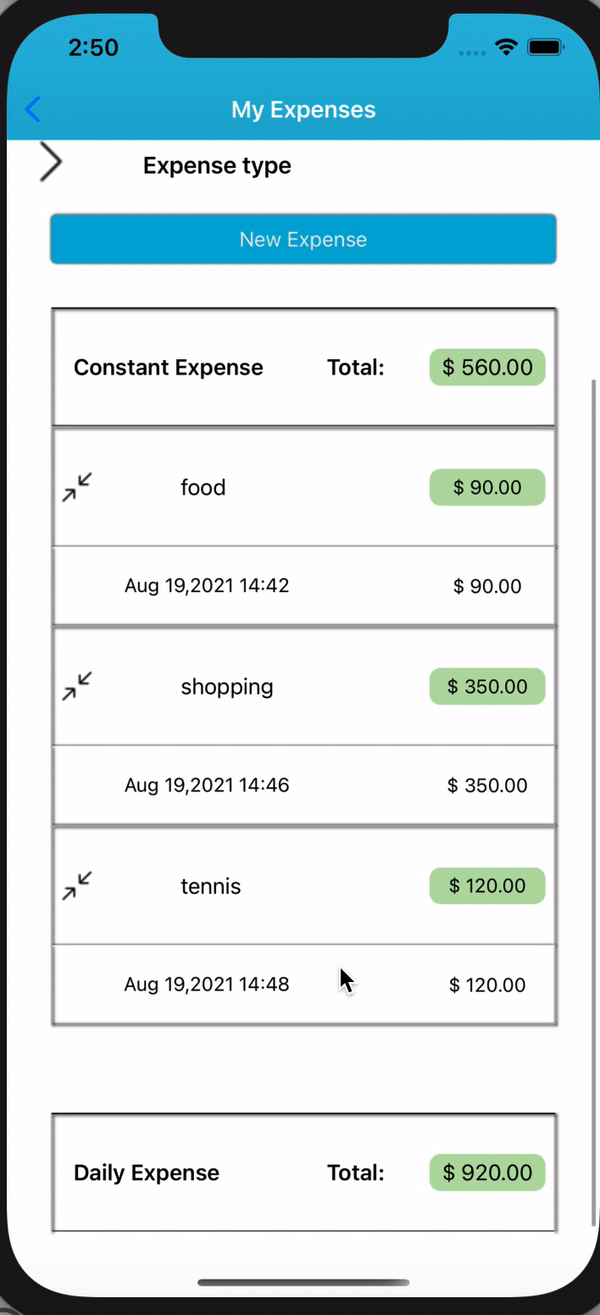 2:50
My Expenses
Expense type
New Expense
Constant Expense Total: $ 560.00
food $ 90.00
Aug 19,2021 14:42 $ 90.00
shopping $ 350.00
Aug 19,2021 14:46 $ 350.00
tennis $ 120.00
Aug 19,2021 14:48 $ 120.00
Daily Expense Total: $ 920.00